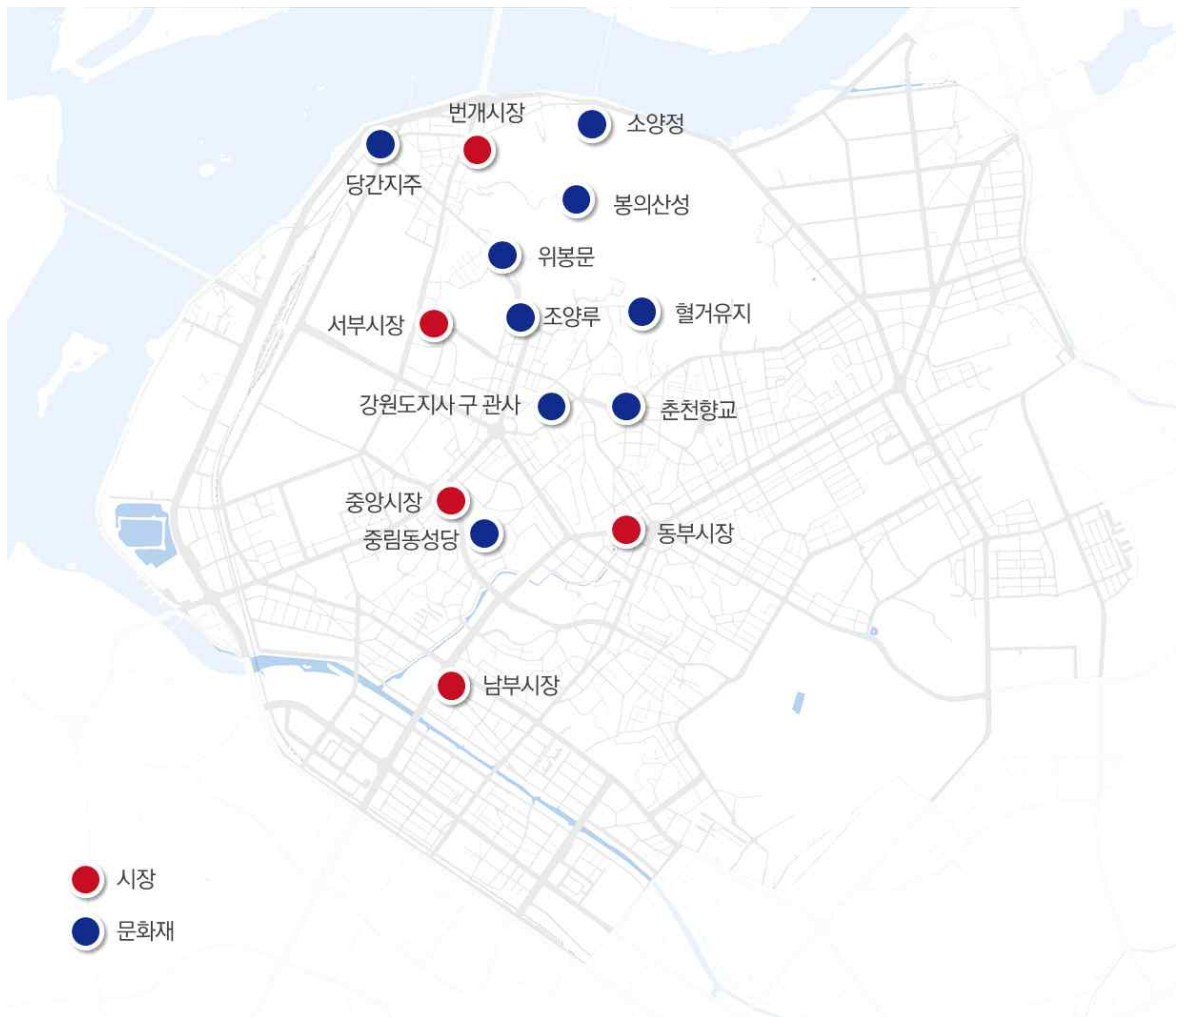 번개시장
소양정
당간지주
봉의산성
위봉문
서부시장
조양루
혈거유지
강원도지사 구 관사
춘천향교
중앙시장
중림동성당
동부시장
남부시장
시장
문화재